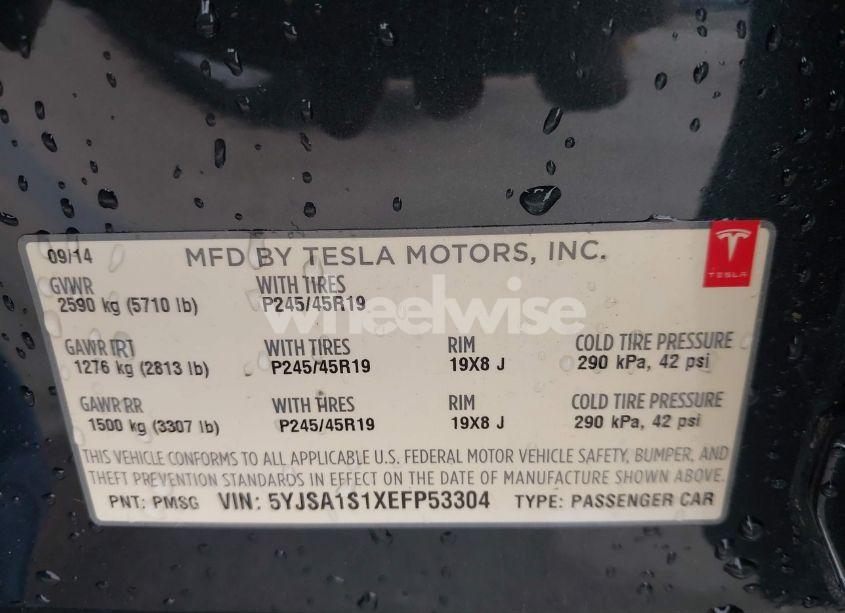 09/14 MFD BY TESLA MOTORS, INC.
TESLA
GVWR WITH TIRES
2590 kg (5710 lb) P245/45R19
wheelwise
GAWR FRT WITH TIRES RIM COLD TIRE PRESSURE
1276 kg (2813 lb) P245/45R19 19X8 J 290 kPa, 42 psi
GAWR RR WITH TIRES RIM COLD TIRE PRESSURE
1500 kg (3307 lb) P245/45R19 19X8 J 290 kPa, 42 psi
THIS VEHICLE CONFORMS TO ALL APPLICABLE U.S. FEDERAL MOTOR VEHICLE SAFETY, BUMPER, AND
THEFT PREVENTION STANDARDS IN EFFECT ON THE DATE OF MANUFACTURE SHOWN ABOVE.
PNT: PMSG VIN: 5YJSA1S1XEFP53304 TYPE: PASSENGER CAR